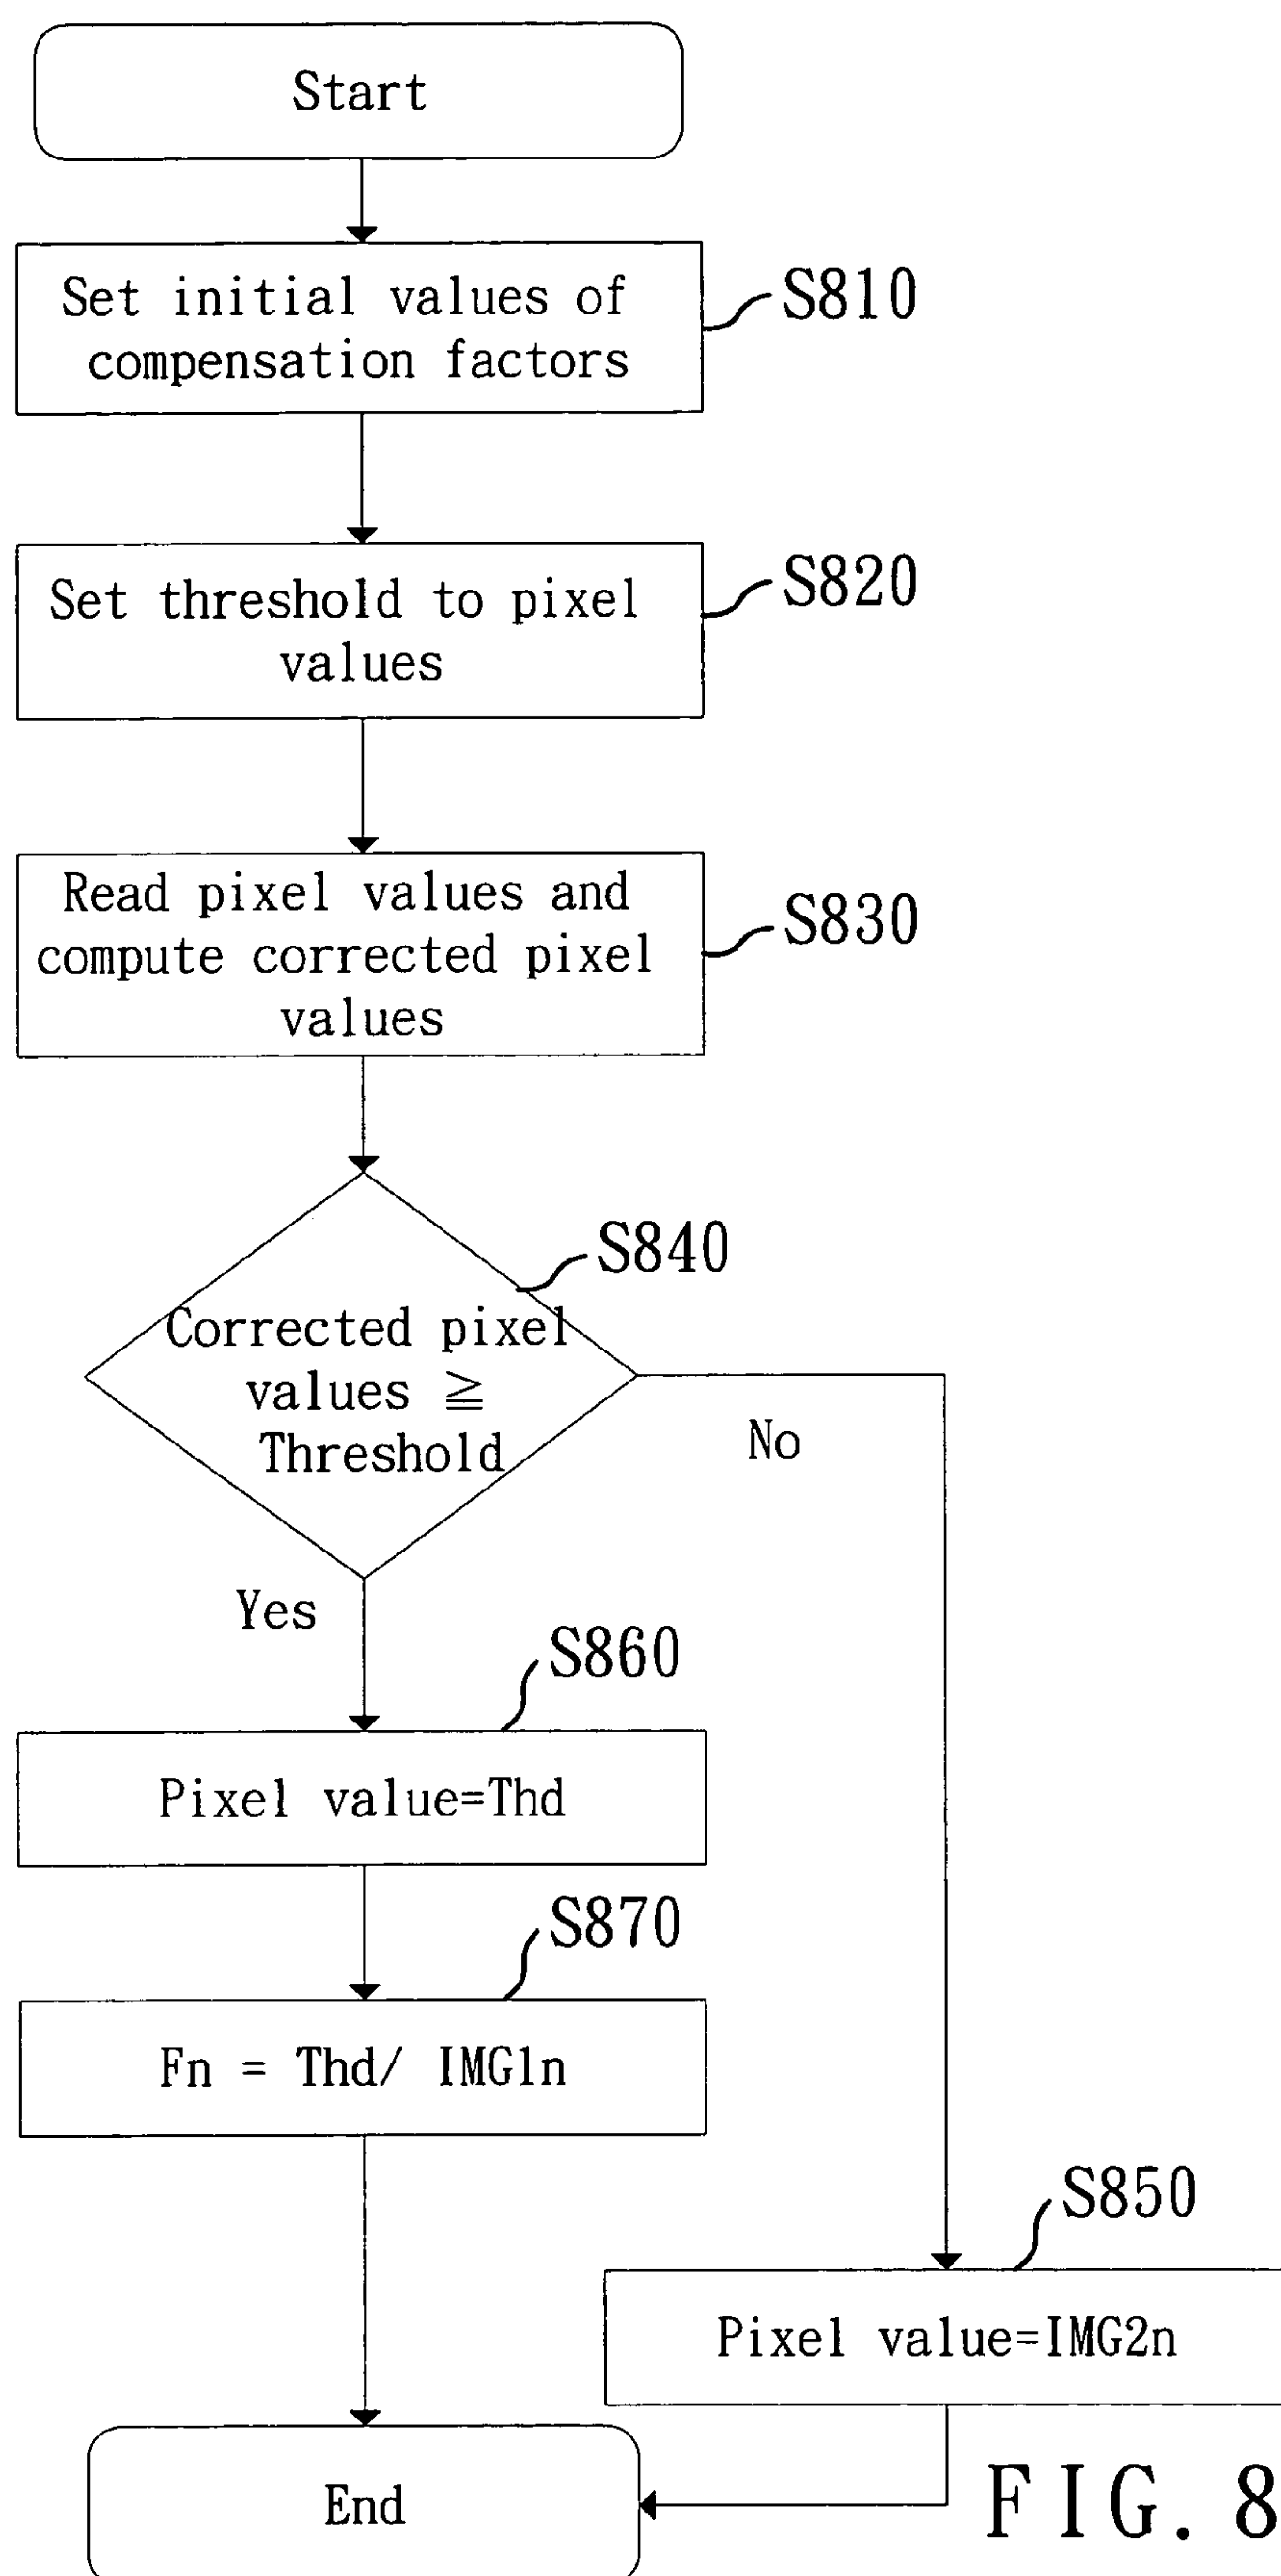 Start
Set initial values of
compensation factors
S810
Set threshold to pixel
values
S820
Read pixel values and
compute corrected pixel
values
S830
S840
Corrected pixel
values ≧
Threshold
No
Yes
S860
Pixel value=Thd
S870
Fn = Thd/ IMG1n
S850
Pixel value=IMG2n
End
FIG. 8